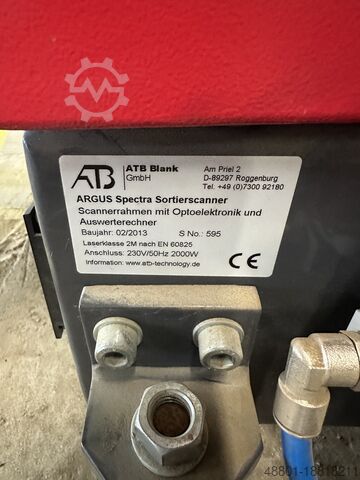 ATB
ATB Blank
GmbH
Am Priel 2
D-89297 Roggenburg
Tel. +49 (0)7300 92180
ARGUS Spectra Sortierscanner
Scannerrahmen mit Optoelektronik und
Auswerterechner
Baujahr: 02/2013 S No.: 595
Laserklasse 2M nach EN 60825
Anschluss: 230V/50Hz 2000W
Information: www.atb-technology.de
CE